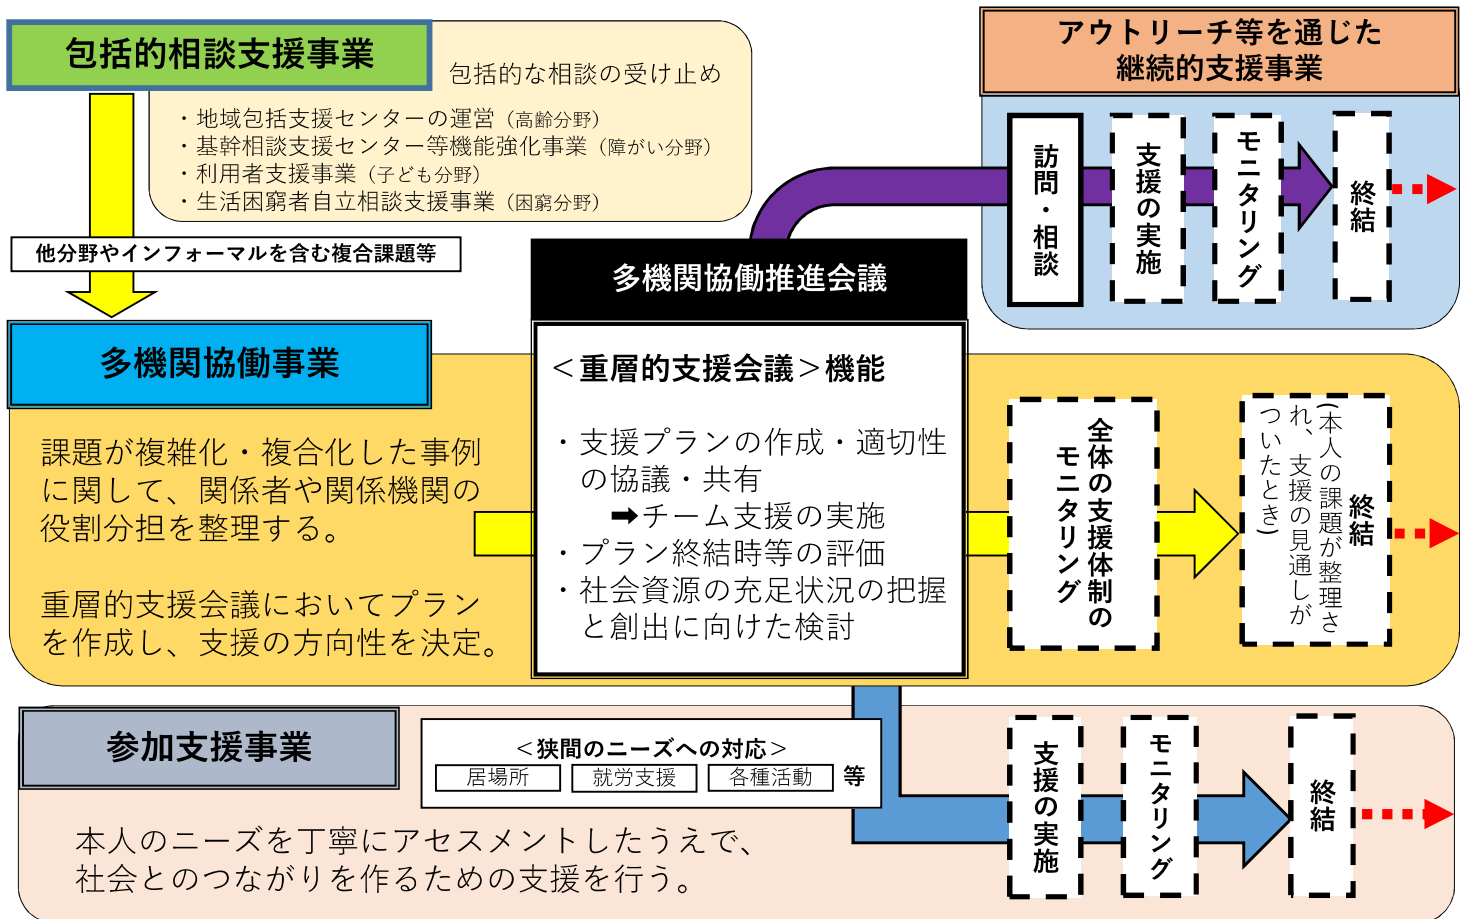 包括的相談支援事業
包括的な相談の受け止め
・地域包括支援センターの運営（高齢分野）
・基幹相談支援センター等機能強化事業（障がい分野）
・利用者支援事業（子ども分野）
・生活困窮者自立相談支援事業（困窮分野）
他分野やインフォーマルを含む複合課題等
アウトリーチ等を通じた
継続的支援事業
訪問・相談
支援の実施
モニタリング
終結
多機関協働推進会議
＜重層的支援会議＞機能
・支援プランの作成・適切性
の協議・共有
➡チーム支援の実施
・プラン終結時等の評価
・社会資源の充足状況の把握
と創出に向けた検討
多機関協働事業
課題が複雑化・複合化した事例
に関して、関係者や関係機関の
役割分担を整理する。
重層的支援会議においてプラン
を作成し、支援の方向性を決定。
全体の支援体制の
モニタリング
終結
(本人の課題が整理さ
れ、支援の見通しが
ついたとき)
参加支援事業
＜狭間のニーズへの対応＞
居場所
就労支援
各種活動
等
本人のニーズを丁寧にアセスメントしたうえで、
社会とのつながりを作るための支援を行う。
支援の実施
モニタリング
終結